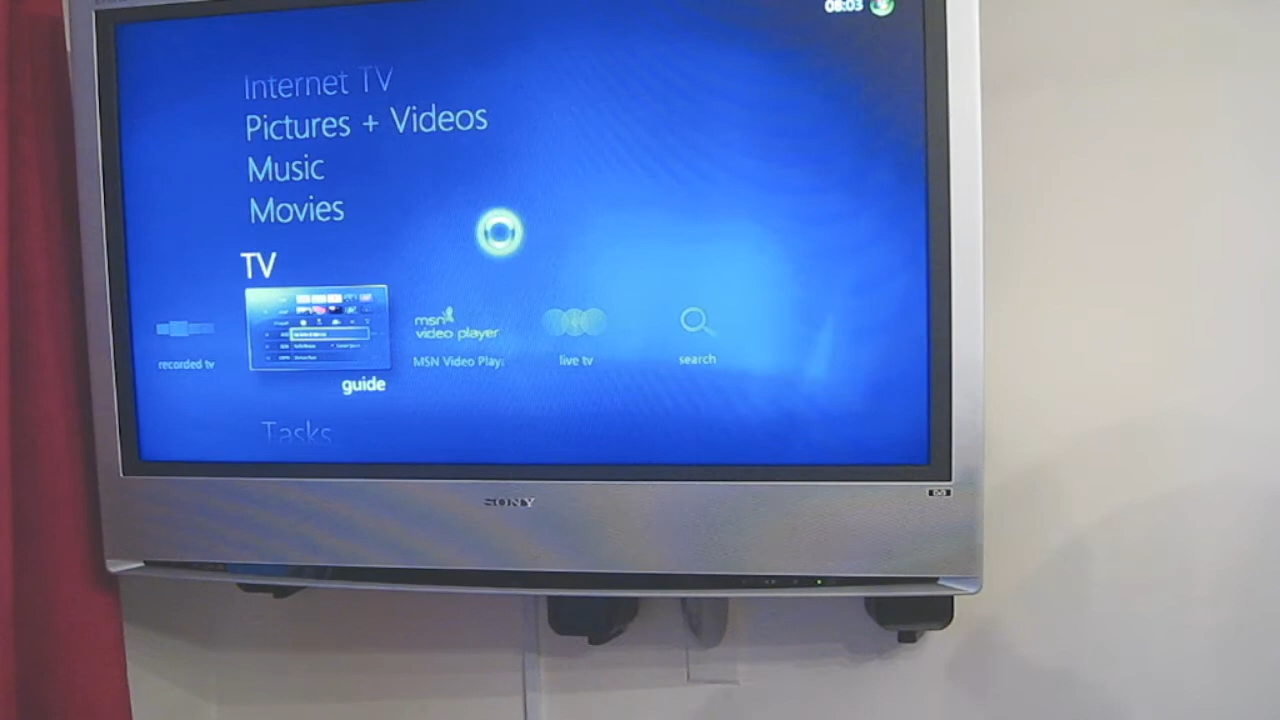 08:03
Internet TV
Pictures + Videos
Music
Movies
TV
msn
video player
recorded tv
MSN Video Play
live tv
search
guide
Tasks
SONY